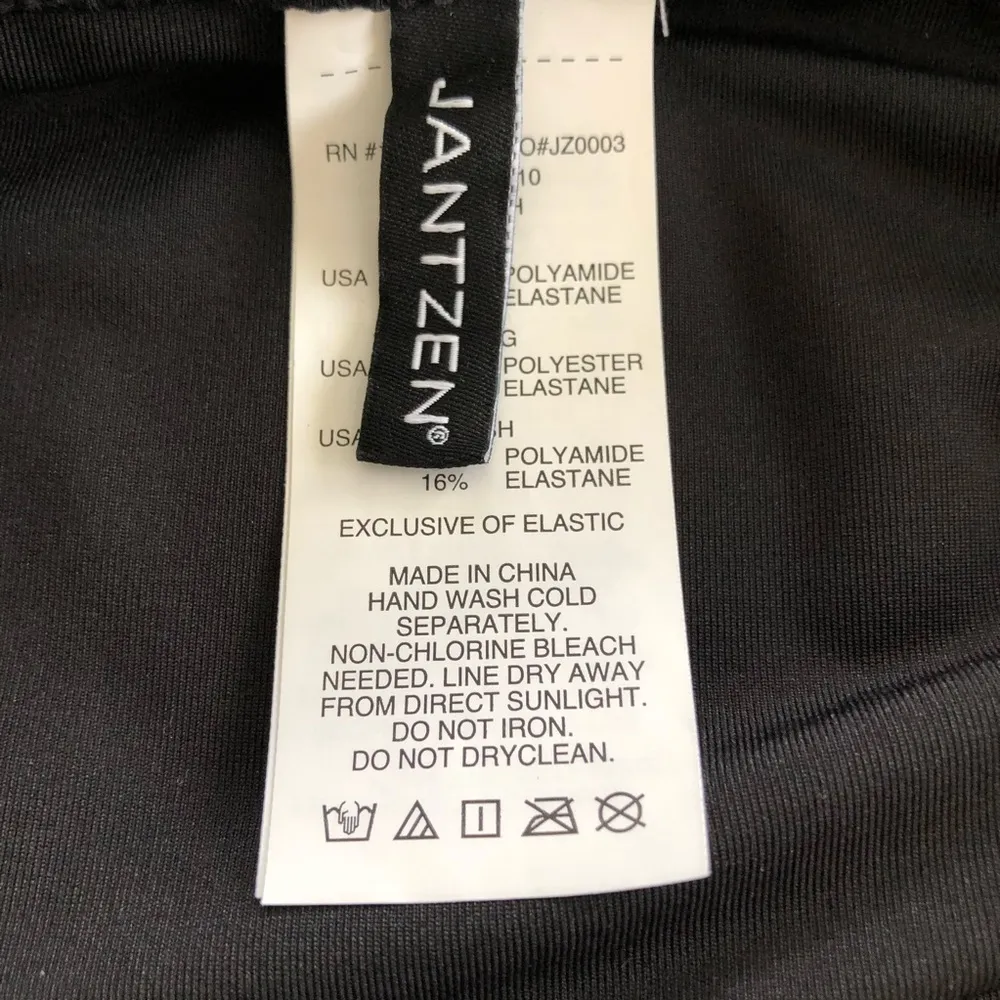 JANTZEN®
RN # O#JZ0003
10
USA POLYAMIDE
ELASTANE
USA POLYESTER
ELASTANE
USA
POLYAMIDE
16% ELASTANE
EXCLUSIVE OF ELASTIC
MADE IN CHINA
HAND WASH COLD
SEPARATELY.
NON-CHLORINE BLEACH
NEEDED. LINE DRY AWAY
FROM DIRECT SUNLIGHT.
DO NOT IRON.
DO NOT DRYCLEAN.